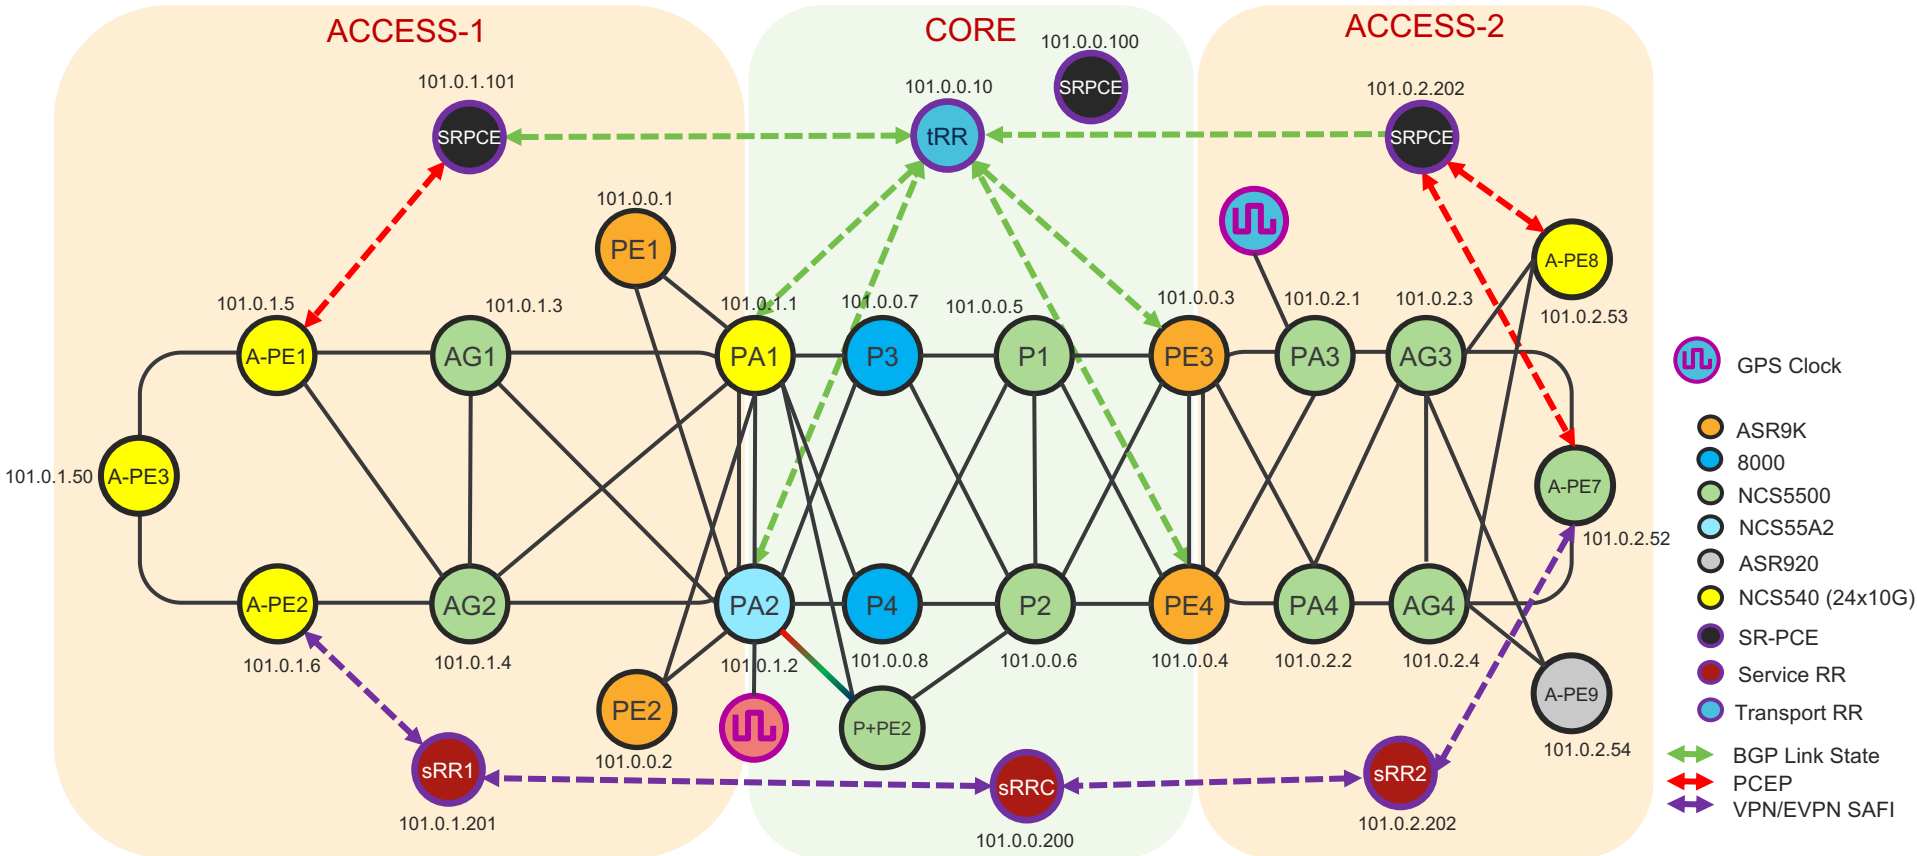 ACCESS-1
CORE
ACCESS-2
101.0.0.100
SRPCE
101.0.1.101
SRPCE
101.0.0.10
tRR
101.0.2.202
SRPCE
101.0.0.1
PE1
A-PE8
101.0.2.53
101.0.1.5
A-PE1
101.0.1.3
AG1
101.0.1.1
PA1
101.0.0.7
P3
101.0.0.5
P1
101.0.0.3
PE3
101.0.2.1
PA3
101.0.2.3
AG3
101.0.1.50
A-PE3
A-PE7
101.0.2.52
A-PE2
101.0.1.6
AG2
101.0.1.4
PA2
101.0.1.2
P4
101.0.0.8
P2
101.0.0.6
PE4
101.0.0.4
PA4
101.0.2.2
AG4
101.0.2.4
PE2
101.0.0.2
P+PE2
A-PE9
101.0.2.54
sRR1
101.0.1.201
sRRC
101.0.0.200
sRR2
101.0.2.202
GPS Clock
ASR9K
8000
NCS5500
NCS55A2
ASR920
NCS540 (24x10G)
SR-PCE
Service RR
Transport RR
BGP Link State
PCEP
VPN/EVPN SAFI